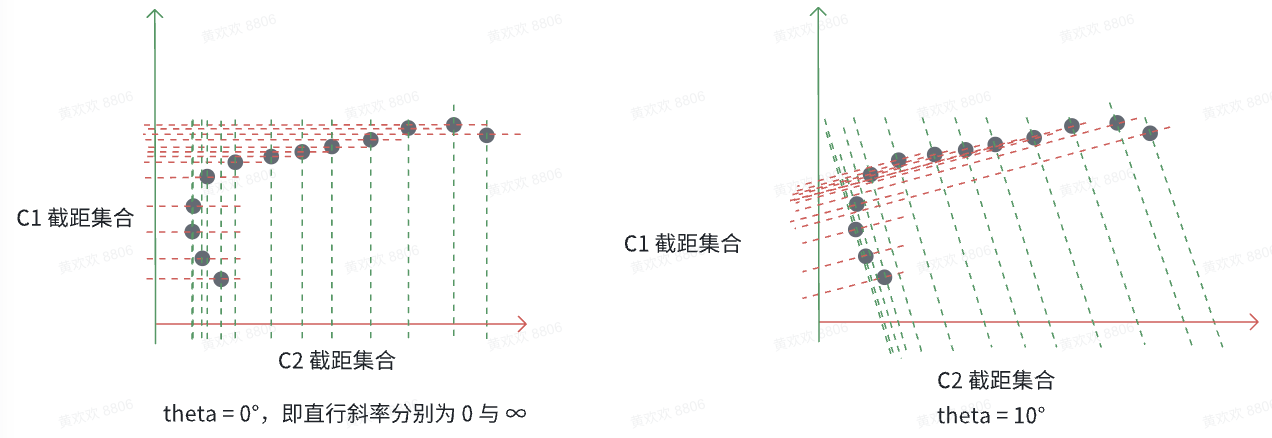 C1 截距集合
C2 截距集合
theta = 0°，即直行斜率分别为 0 与 ∞
C1 截距集合
C2 截距集合
theta = 10°
黄欢欢 8806